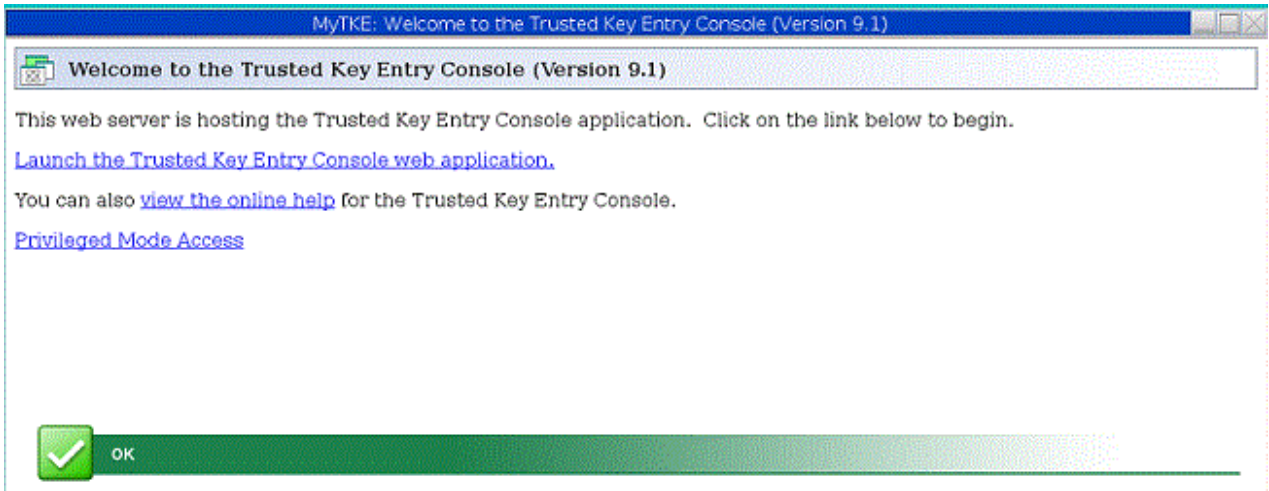 MyTKE: Welcome to the Trusted Key Entry Console (Version 9.1)
Welcome to the Trusted Key Entry Console (Version 9.1)
This web server is hosting the Trusted Key Entry Console application. Click on the link below to begin.
Launch the Trusted Key Entry Console web application.
You can also view the online help for the Trusted Key Entry Console.
Privileged Mode Access
OK